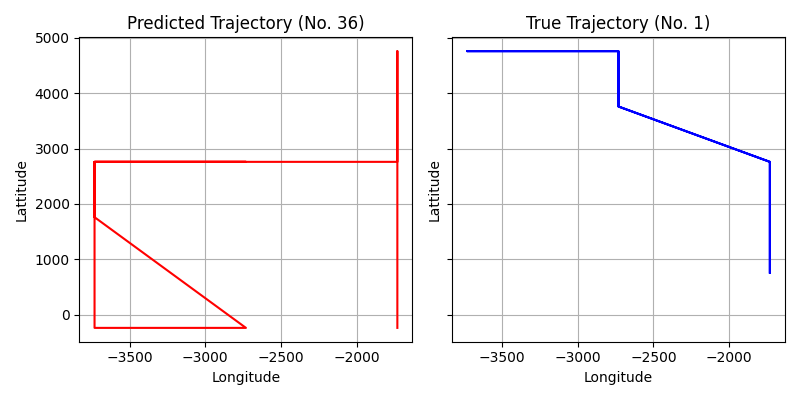 Predicted Trajectory (No. 36)
5000
4000
3000
2000
1000
0
Lattitude
−3500
−3000
−2500
−2000
Longitude
True Trajectory (No. 1)
Lattitude
−3500
−3000
−2500
−2000
Longitude